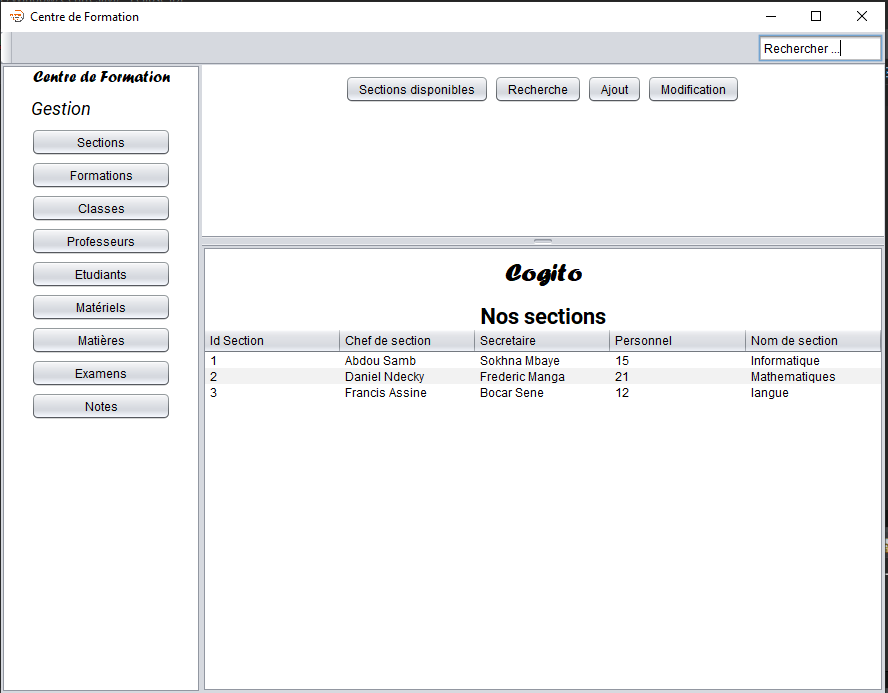 Centre de Formation
Rechercher ...
Centre de Formation
Gestion
Sections
Formations
Classes
Professeurs
Etudiants
Matériels
Matières
Examens
Notes
Sections disponibles Recherche Ajout Modification
Cogito
Nos sections
Id Section Chef de section Secretaire Personnel Nom de section
1 Abdou Samb Sokhna Mbaye 15 Informatique
2 Daniel Ndecky Frederic Manga 21 Mathematiques
3 Francis Assine Bocar Sene 12 langue